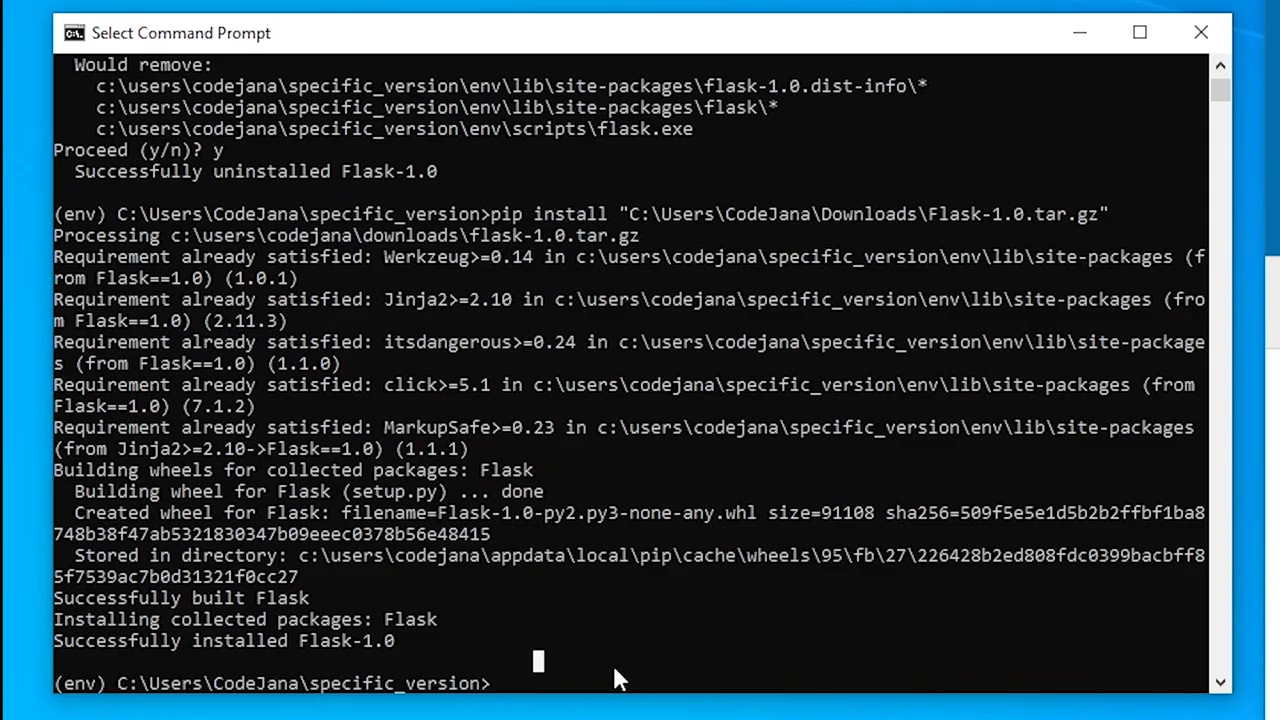 Select Command Prompt
Would remove:
c:\users\codejana\specific_version\env\lib\site-packages\flask-1.0.dist-info\*
c:\users\codejana\specific_version\env\lib\site-packages\flask\*
c:\users\codejana\specific_version\env\scripts\flask.exe
Proceed (y/n)? y
Successfully uninstalled Flask-1.0
(env) C:\Users\CodeJana\specific_version>pip install "C:\Users\CodeJana\Downloads\Flask-1.0.tar.gz"
Processing c:\users\codejana\downloads\flask-1.0.tar.gz
Requirement already satisfied: Werkzeug>=0.14 in c:\users\codejana\specific_version\env\lib\site-packages (f
rom Flask==1.0) (1.0.1)
Requirement already satisfied: Jinja2>=2.10 in c:\users\codejana\specific_version\env\lib\site-packages (fro
m Flask==1.0) (2.11.3)
Requirement already satisfied: itsdangerous>=0.24 in c:\users\codejana\specific_version\env\lib\site-package
s (from Flask==1.0) (1.1.0)
Requirement already satisfied: click>=5.1 in c:\users\codejana\specific_version\env\lib\site-packages (from
Flask==1.0) (7.1.2)
Requirement already satisfied: MarkupSafe>=0.23 in c:\users\codejana\specific_version\env\lib\site-packages
(from Jinja2>=2.10->Flask==1.0) (1.1.1)
Building wheels for collected packages: Flask
Building wheel for Flask (setup.py) ... done
Created wheel for Flask: filename=Flask-1.0-py2.py3-none-any.whl size=91108 sha256=509f5e5e1d5b2b2ffbf1ba8
748b38f47ab5321830347b09eeec0378b56e48415
Stored in directory: c:\users\codejana\appdata\local\pip\cache\wheels\95\fb\27\226428b2ed808fdc0399bacbff8
5f7539ac7b0d31321f0cc27
Successfully built Flask
Installing collected packages: Flask
Successfully installed Flask-1.0
(env) C:\Users\CodeJana\specific_version>